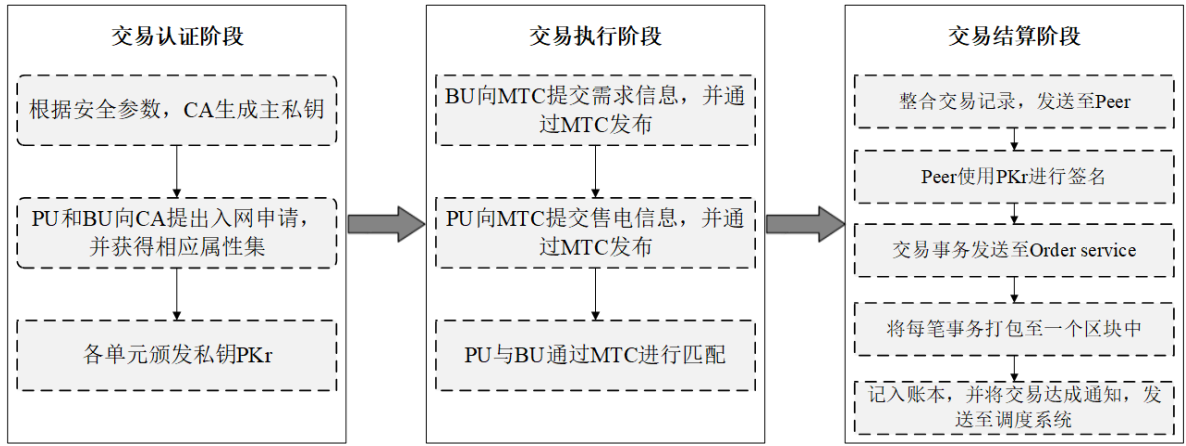 交易认证阶段
根据安全参数，CA生成主私钥
PU和BU向CA提出入网申请，
并获得相应属性集
各单元颁发私钥PKr
交易执行阶段
BU向MTC提交需求信息，并通
过MTC发布
PU向MTC提交售电信息，并通
过MTC发布
PU与BU通过MTC进行匹配
交易结算阶段
整合交易记录，发送至Peer
Peer使用PKr进行签名
交易事务发送至Order service
将每笔事务打包至一个区块中
记入账本，并将交易达成通知，发
送至调度系统